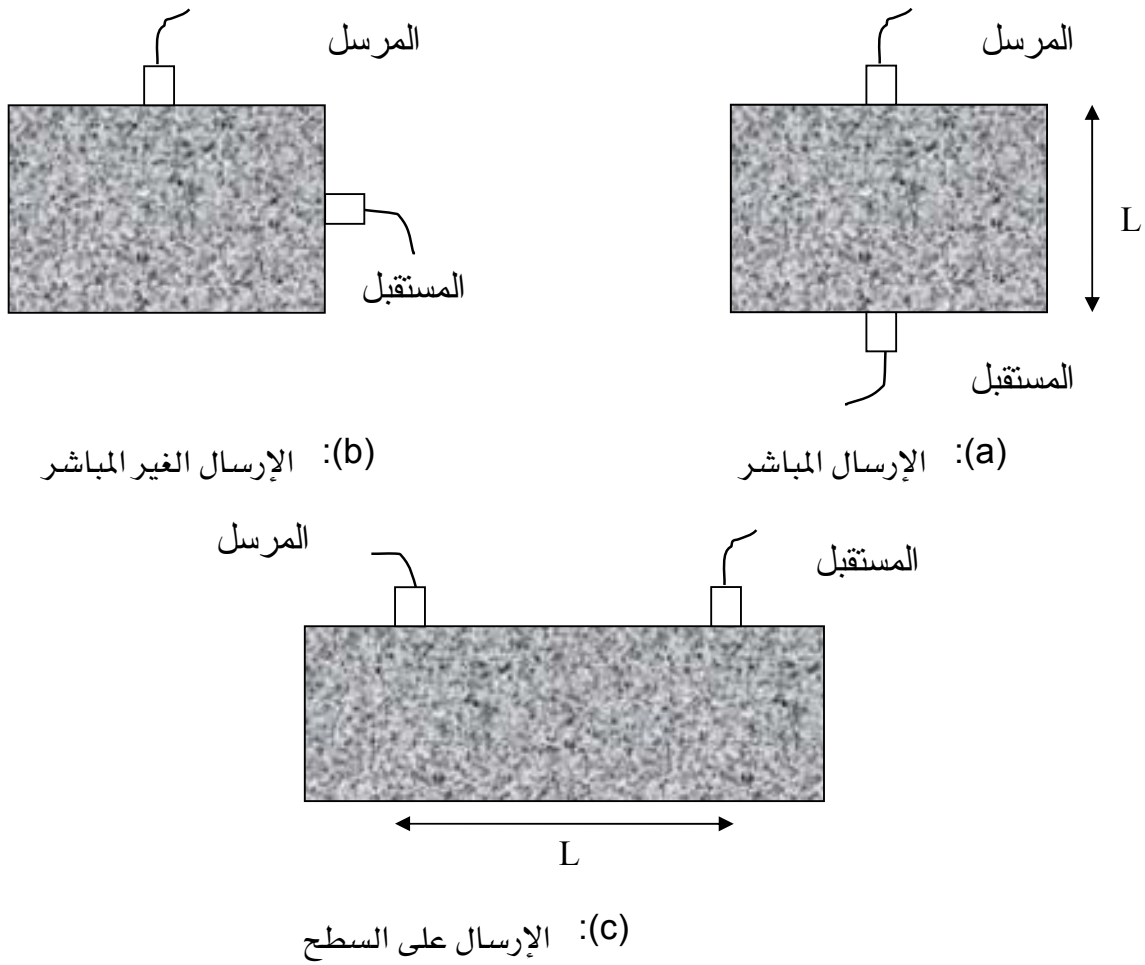 المرسل
المرسل
L
المستقبل
المستقبل
(a): الإرسال المباشر
(b): الإرسال الغير المباشر
المستقبل
المرسل
L
(c): الإرسال على السطح